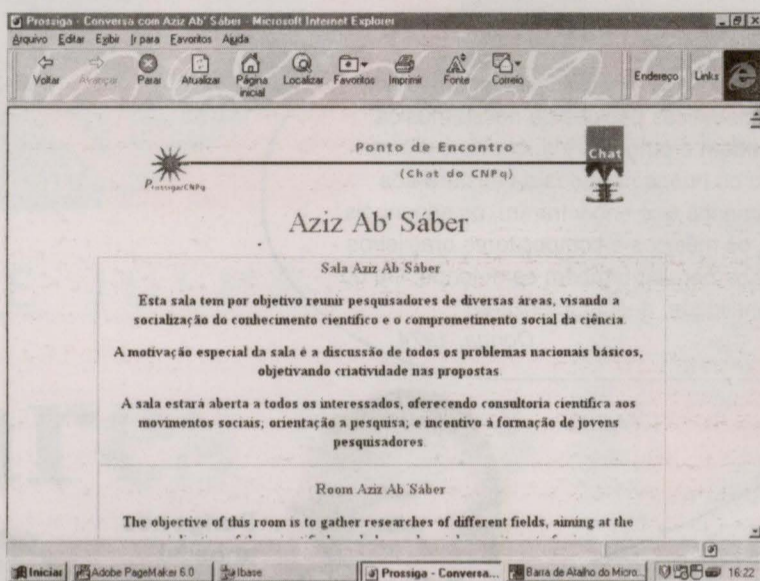 Prossiga - Conversa com Aziz Ab' Sáber - Microsoft Internet Explorer
Arquivo Editar Exibir Ir para Favoritos Ajuda
Voltar Avançar Parar Atualizar Página inicial Localizar Favoritos Imprimir Fonte Correio Endereço Links
Ponto de Encontro
Chat
(Chat do CNPq)
Prossiga/CNPq
Aziz Ab' Sáber
Sala Aziz Ab' Sáber
Esta sala tem por objetivo reunir pesquisadores de diversas áreas, visando a
socialização do conhecimento científico e o comprometimento social da ciência.
A motivação especial da sala é a discussão de todos os problemas nacionais básicos,
objetivando criatividade nas propostas
A sala estará aberta a todos os interessados, oferecendo consultoria científica aos
movimentos sociais; orientação a pesquisa; e incentivo à formação de jovens
pesquisadores.
Room Aziz Ab' Sáber
The objective of this room is to gather researches of different fields, aiming at the
Iniciar Adobe PageMaker 6.0 Ibase Prossiga - Conversa... Barra de Atalho do Micro... 16:22